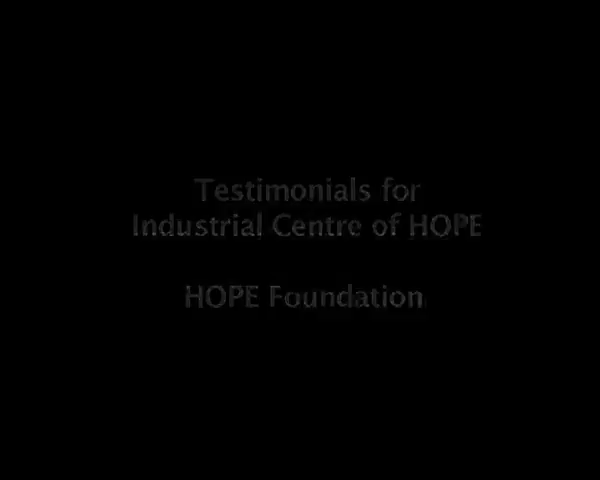 Testimonials for
Industrial Centre of HOPE
HOPE Foundation